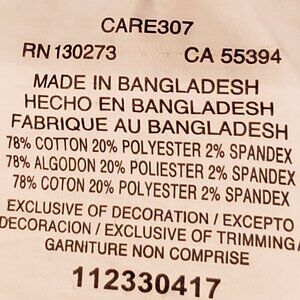 CARE307
RN 130273 CA 55394
MADE IN BANGLADESH
HECHO EN BANGLADESH
FABRIQUE AU BANGLADESH
78% COTTON 20% POLYESTER 2% SPANDEX
78% ALGODON 20% POLIESTER 2% SPANDEX
78% COTON 20% POLYESTER 2% SPANDEX
EXCLUSIVE OF DECORATION / EXCEPTO
DECORACION / EXCLUSIVE OF TRIMMING
GARNITURE NON COMPRISE
112330417